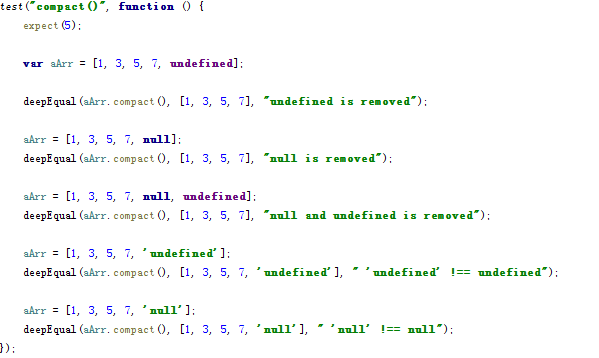 test("compact()", function () {
expect(5);
var aArr = [1, 3, 5, 7, undefined];
deepEqual(aArr.compact(), [1, 3, 5, 7], "undefined is removed");
aArr = [1, 3, 5, 7, null];
deepEqual(aArr.compact(), [1, 3, 5, 7], "null is removed");
aArr = [1, 3, 5, 7, null, undefined];
deepEqual(aArr.compact(), [1, 3, 5, 7], "null and undefined is removed");
aArr = [1, 3, 5, 7, 'undefined'];
deepEqual(aArr.compact(), [1, 3, 5, 7, 'undefined'], " 'undefined' !== undefined");
aArr = [1, 3, 5, 7, 'null'];
deepEqual(aArr.compact(), [1, 3, 5, 7, 'null'], " 'null' !== null");
});